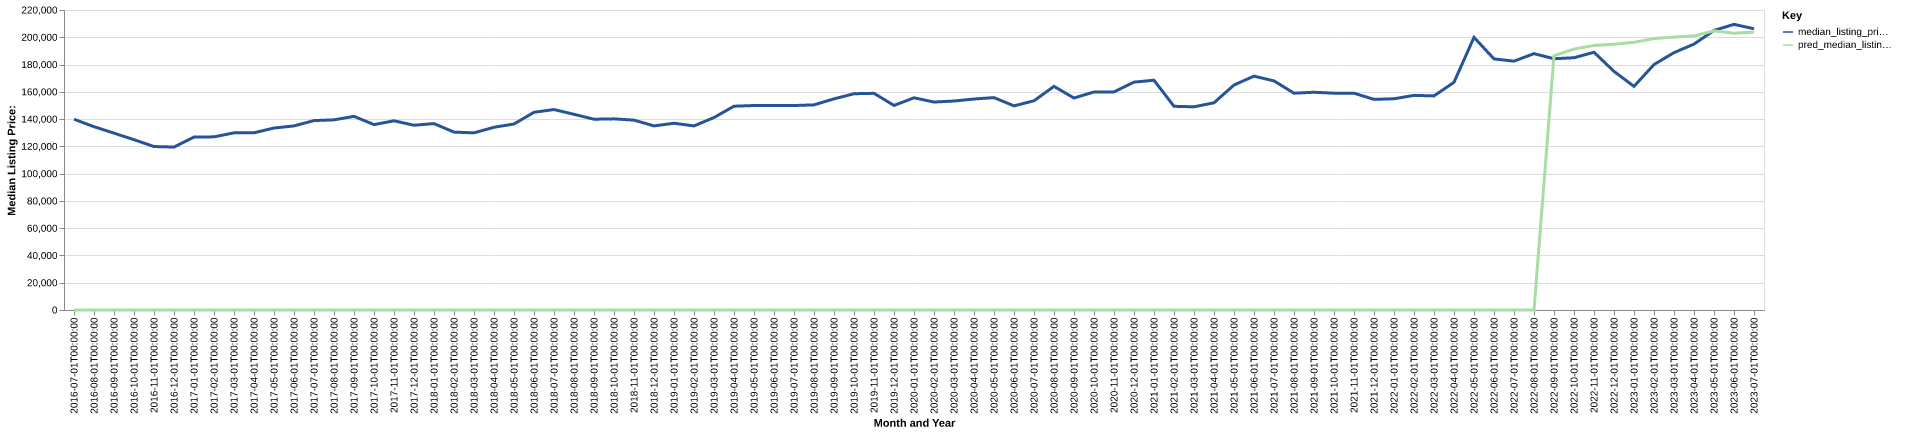 220,000
200,000
180,000
160,000
140,000
120,000
100,000
80,000
60,000
40,000
20,000
0
Median Listing Price:
2016-07-01T00:00:00
2016-08-01T00:00:00
2016-09-01T00:00:00
2016-10-01T00:00:00
2016-11-01T00:00:00
2016-12-01T00:00:00
2017-01-01T00:00:00
2017-02-01T00:00:00
2017-03-01T00:00:00
2017-04-01T00:00:00
2017-05-01T00:00:00
2017-06-01T00:00:00
2017-07-01T00:00:00
2017-08-01T00:00:00
2017-09-01T00:00:00
2017-10-01T00:00:00
2017-11-01T00:00:00
2017-12-01T00:00:00
2018-01-01T00:00:00
2018-02-01T00:00:00
2018-03-01T00:00:00
2018-04-01T00:00:00
2018-05-01T00:00:00
2018-06-01T00:00:00
2018-07-01T00:00:00
2018-08-01T00:00:00
2018-09-01T00:00:00
2018-10-01T00:00:00
2018-11-01T00:00:00
2018-12-01T00:00:00
2019-01-01T00:00:00
2019-02-01T00:00:00
2019-03-01T00:00:00
2019-04-01T00:00:00
2019-05-01T00:00:00
2019-06-01T00:00:00
2019-07-01T00:00:00
2019-08-01T00:00:00
2019-09-01T00:00:00
2019-10-01T00:00:00
2019-11-01T00:00:00
2019-12-01T00:00:00
2020-01-01T00:00:00
2020-02-01T00:00:00
2020-03-01T00:00:00
2020-04-01T00:00:00
2020-05-01T00:00:00
2020-06-01T00:00:00
2020-07-01T00:00:00
2020-08-01T00:00:00
2020-09-01T00:00:00
2020-10-01T00:00:00
2020-11-01T00:00:00
2020-12-01T00:00:00
2021-01-01T00:00:00
2021-02-01T00:00:00
2021-03-01T00:00:00
2021-04-01T00:00:00
2021-05-01T00:00:00
2021-06-01T00:00:00
2021-07-01T00:00:00
2021-08-01T00:00:00
2021-09-01T00:00:00
2021-10-01T00:00:00
2021-11-01T00:00:00
2021-12-01T00:00:00
2022-01-01T00:00:00
2022-02-01T00:00:00
2022-03-01T00:00:00
2022-04-01T00:00:00
2022-05-01T00:00:00
2022-06-01T00:00:00
2022-07-01T00:00:00
2022-08-01T00:00:00
2022-09-01T00:00:00
2022-10-01T00:00:00
2022-11-01T00:00:00
2022-12-01T00:00:00
2023-01-01T00:00:00
2023-02-01T00:00:00
2023-03-01T00:00:00
2023-04-01T00:00:00
2023-05-01T00:00:00
2023-06-01T00:00:00
2023-07-01T00:00:00
Month and Year
Key
median_listing_pri…
pred_median_listin…